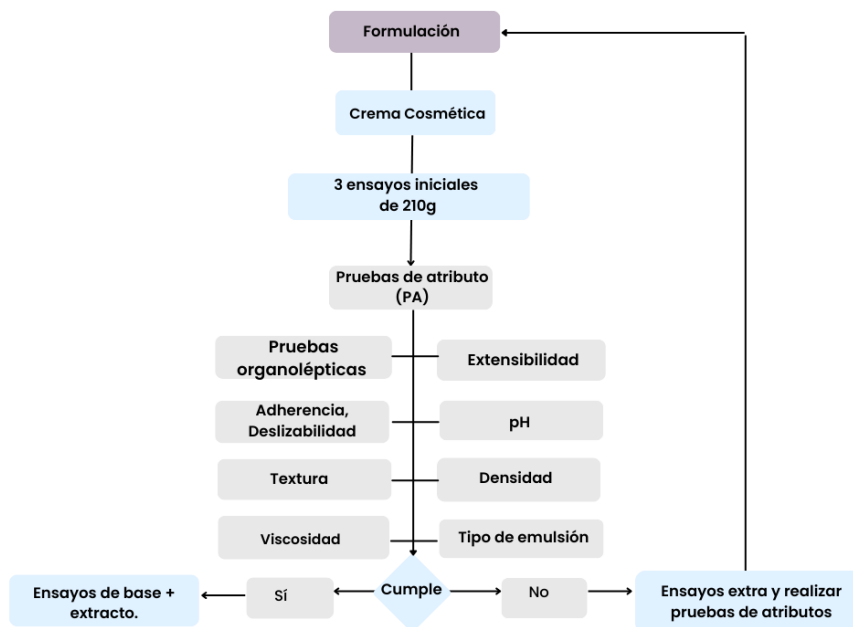 Formulación
Crema Cosmética
3 ensayos iniciales
de 210g
Pruebas de atributo
(PA)
Pruebas
organolépticas
Extensibilidad
Adherencia,
Deslizabilidad
pH
Textura
Densidad
Viscosidad
Tipo de emulsión
Cumple
Sí
No
Ensayos de base +
extracto.
Ensayos extra y realizar
pruebas de atributos